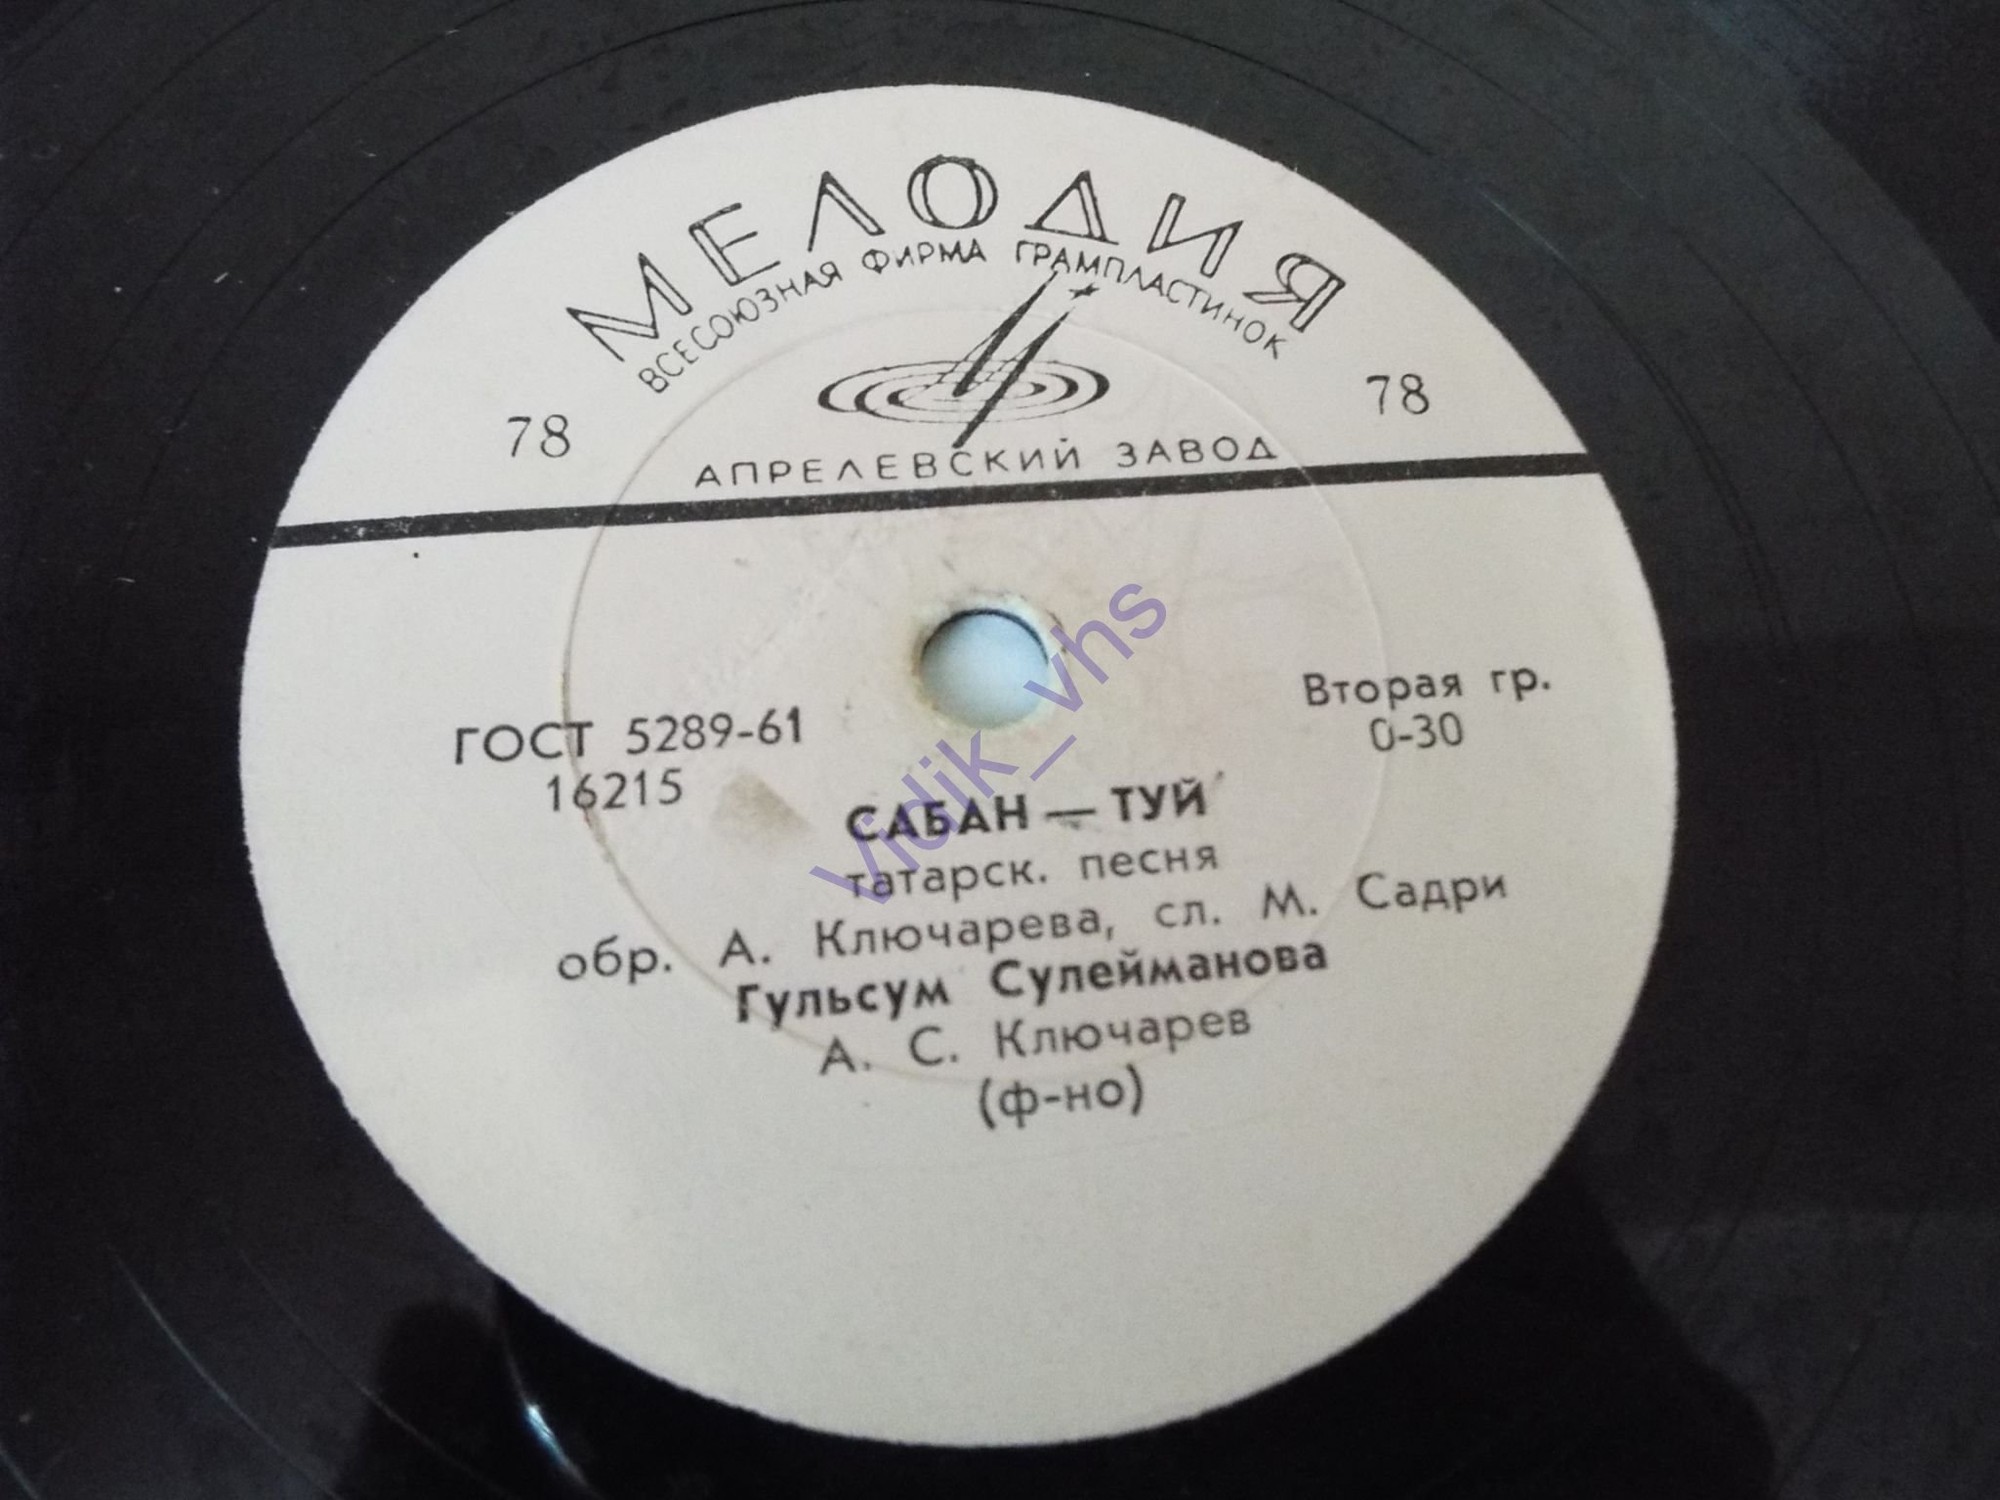 МЕЛОДИЯ
ВСЕСОЮЗНАЯ ФИРМА ГРАМПЛАСТИНОК
78
78
АПРЕЛЕВСКИЙ ЗАВОД
ГОСТ 5289-61
16215
Вторая гр.
0-30
САБАН — ТУЙ
татарск. песня
обр. А. Ключарева, сл. М. Садри
Гульсум Сулейманова
А. С. Ключарев
(ф-но)
Vidik_vhs